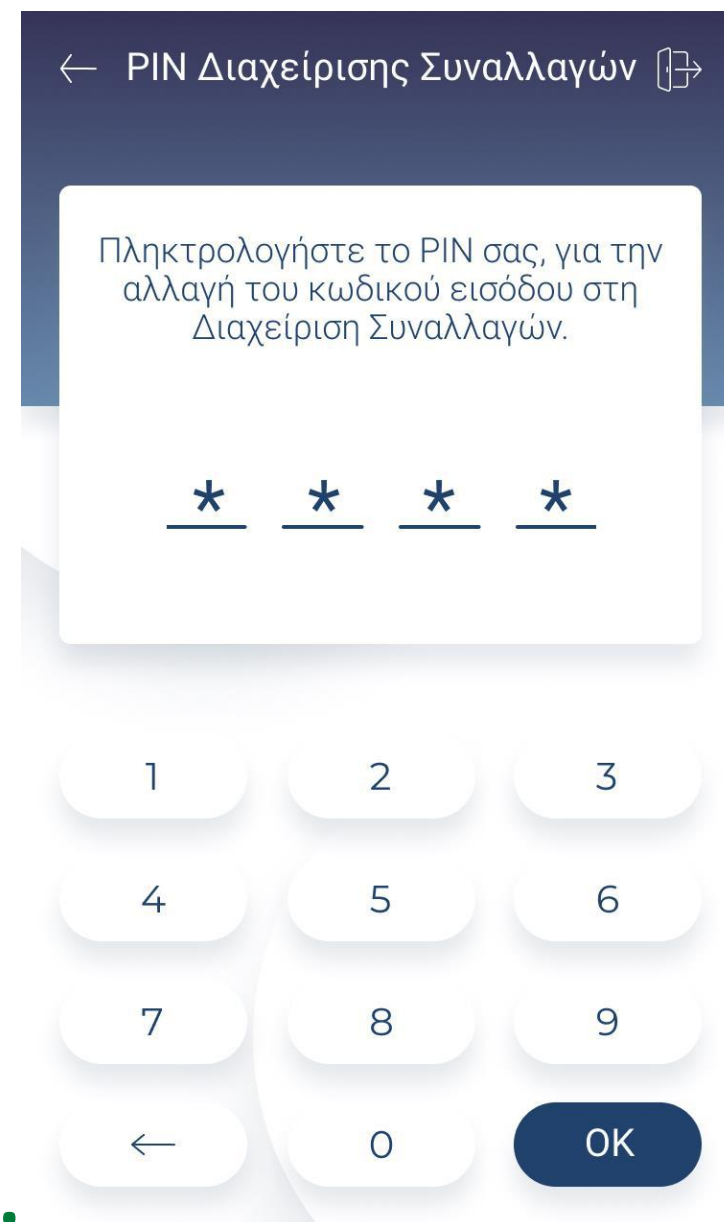 PIN Διαχείρισης Συναλλαγών
Πληκτρολογήστε το PIN σας, για την
αλλαγή του κωδικού εισόδου στη
Διαχείριση Συναλλαγών.
* * * *
1 2 3
4 5 6
7 8 9
← 0 OK